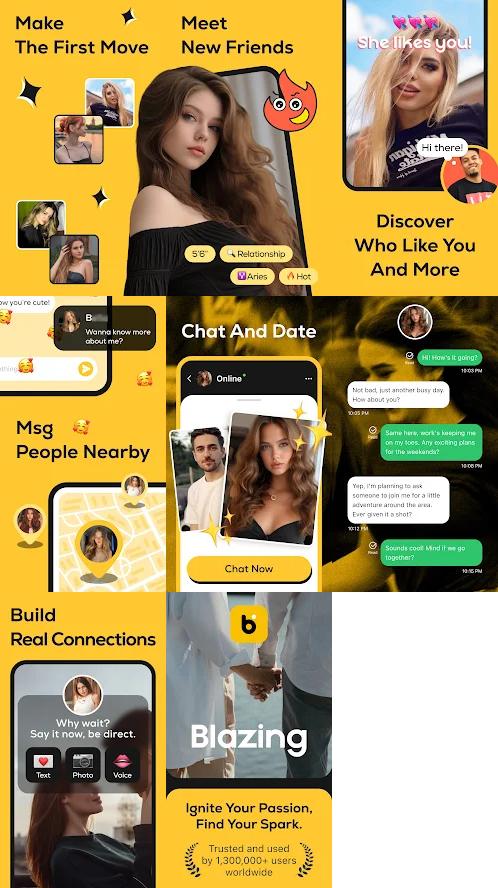 Make
The First Move
Meet
New Friends
5'6"
Relationship
Aries
Hot
She likes you!
Hi there!
Discover
Who Like You
And More
ow you're cute!
B
Wanna know more
about me?
Msg
People Nearby
Chat And Date
Online
Chat Now
Hi! How's it going?
Read
10:03 PM
Not bad, just another busy day.
How about you?
10:05 PM
Same here, work's keeping me
on my toes. Any exciting plans
for the weekends?
Read
10:08 PM
Yep, I'm planning to ask
someone to join me for a little
adventure around the area.
Ever given it a shot?
10:12 PM
Sounds cool! Mind if we go
together?
Read
10:15 PM
Build
Real Connections
Why wait?
Say it now, be direct.
Text
Photo
Voice
b
Blazing
Ignite Your Passion,
Find Your Spark.
Trusted and used
by 1,300,000+ users
worldwide